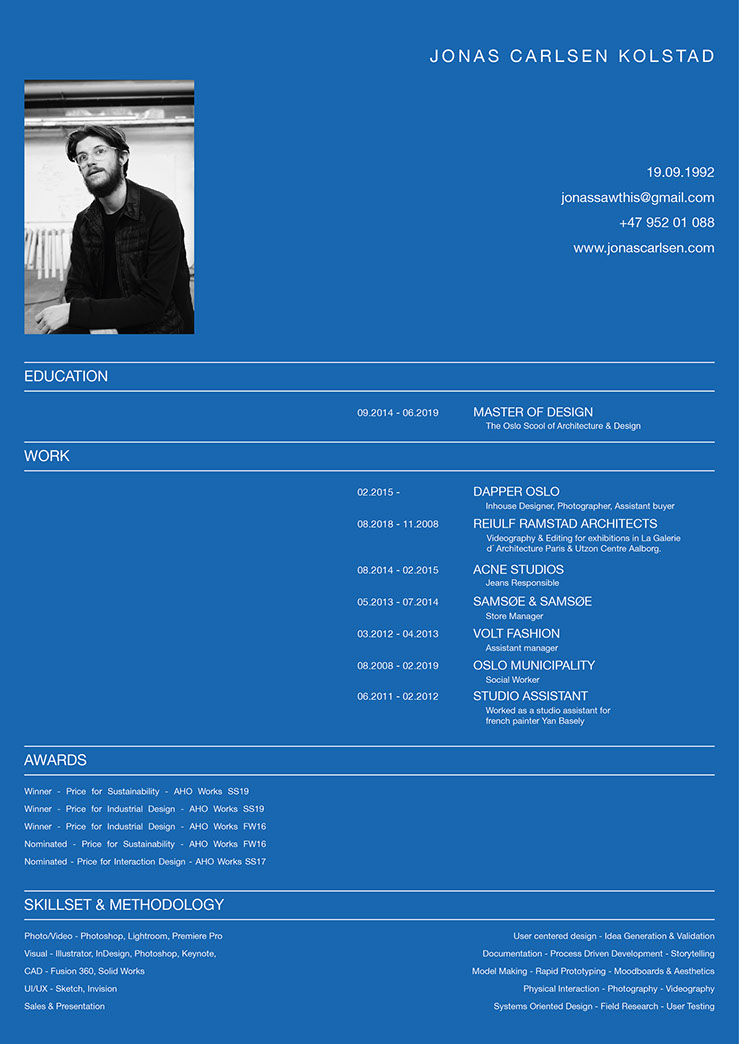 JONAS CARLSEN KOLSTAD
19.09.1992
jonassawthis@gmail.com
+47 952 01 088
www.jonascarlsen.com
EDUCATION
09.2014 - 06.2019 MASTER OF DESIGN
The Oslo Scool of Architecture & Design
WORK
02.2015 - DAPPER OSLO
Inhouse Designer, Photographer, Assistant buyer
08.2018 - 11.2008 REIULF RAMSTAD ARCHITECTS
Videography & Editing for exhibitions in La Galerie
d´Architecture Paris & Utzon Centre Aalborg.
08.2014 - 02.2015 ACNE STUDIOS
Jeans Responsible
05.2013 - 07.2014 SAMSØE & SAMSØE
Store Manager
03.2012 - 04.2013 VOLT FASHION
Assistant manager
08.2008 - 02.2019 OSLO MUNICIPALITY
Social Worker
06.2011 - 02.2012 STUDIO ASSISTANT
Worked as a studio assistant for
french painter Yan Basely
AWARDS
Winner - Price for Sustainability - AHO Works SS19
Winner - Price for Industrial Design - AHO Works SS19
Winner - Price for Industrial Design - AHO Works FW16
Nominated - Price for Sustainability - AHO Works FW16
Nominated - Price for Interaction Design - AHO Works SS17
SKILLSET & METHODOLOGY
Photo/Video - Photoshop, Lightroom, Premiere Pro
Visual - Illustrator, InDesign, Photoshop, Keynote,
CAD - Fusion 360, Solid Works
UI/UX - Sketch, Invision
Sales & Presentation
User centered design - Idea Generation & Validation
Documentation - Process Driven Development - Storytelling
Model Making - Rapid Prototyping - Moodboards & Aesthetics
Physical Interaction - Photography - Videography
Systems Oriented Design - Field Research - User Testing